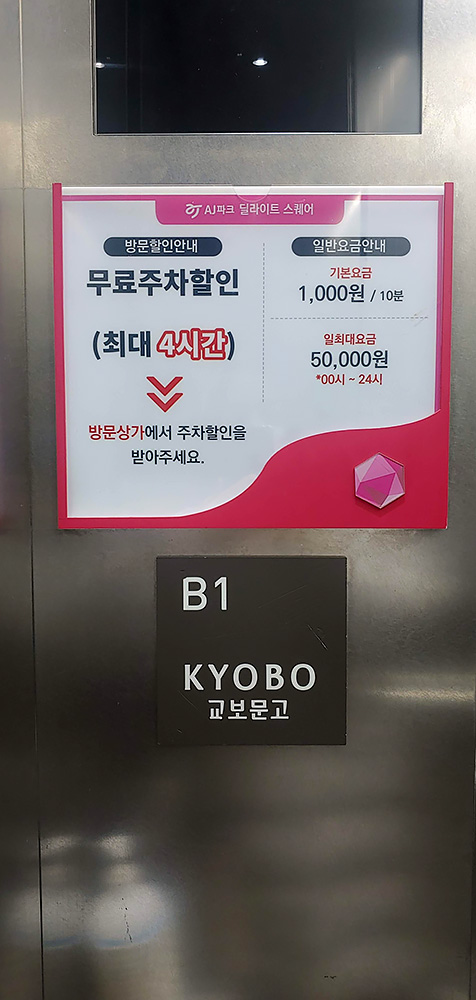 AJ파크 딜라이트 스퀘어
방문할인안내
무료주차할인
(최대 4시간)
방문상가에서 주차할인을
받아주세요.
일반요금안내
기본요금
1,000원 / 10분
일최대요금
50,000원
*00시 ~ 24시
B1
KYOBO
교보문고